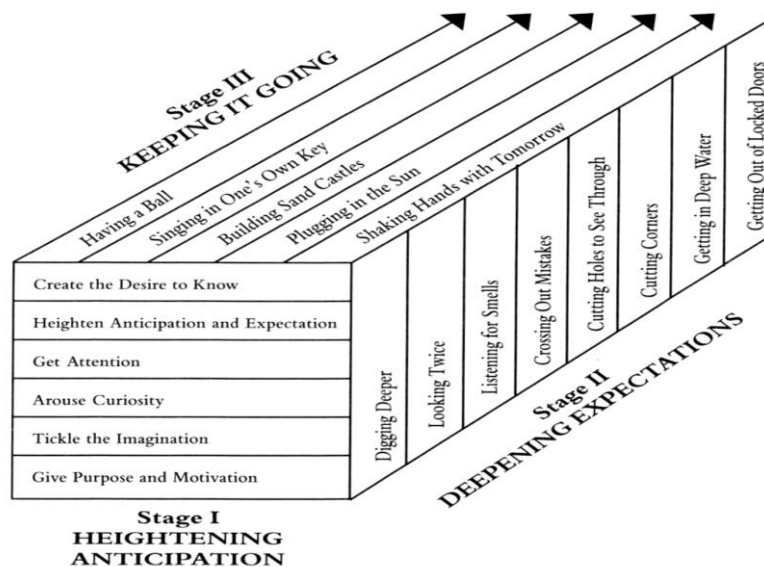 Stage III
KEEPING IT GOING
Having a Ball
Singing in One's Own Key
Building Sand Castles
Plugging in the Sun
Shaking Hands with Tomorrow
Create the Desire to Know
Heighten Anticipation and Expectation
Get Attention
Arouse Curiosity
Tickle the Imagination
Give Purpose and Motivation
Stage I
HEIGHTENING
ANTICIPATION
Digging Deeper
Looking Twice
Listening for Smells
Crossing Out Mistakes
Cutting Holes to See Through
Cutting Corners
Getting in Deep Water
Getting Out of Locked Doors
Stage II
DEEPENING EXPECTATIONS